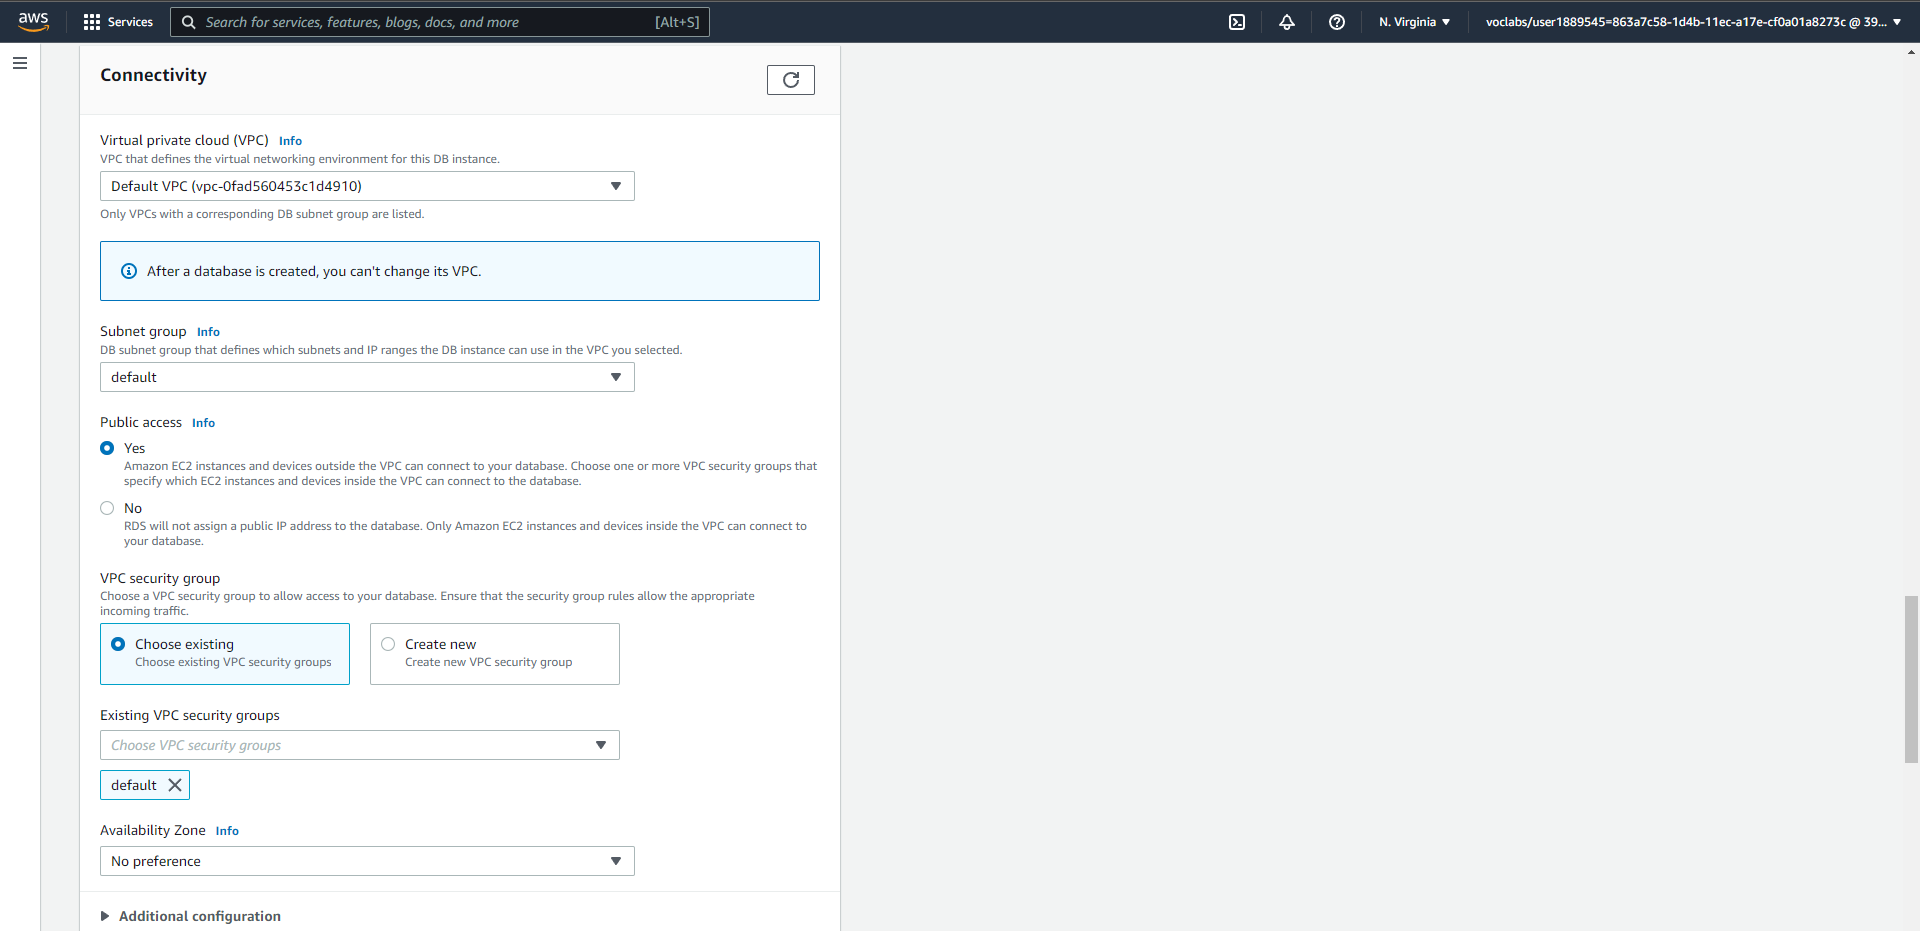 aws
Services
Search for services, features, blogs, docs, and more [Alt+S]
N. Virginia
voclabs/user1889545=863a7c58-1d4b-11ec-a17e-cf0a01a8273c @ 39...
Connectivity
Virtual private cloud (VPC) Info
VPC that defines the virtual networking environment for this DB instance.
Default VPC (vpc-0fad560453c1d4910)
Only VPCs with a corresponding DB subnet group are listed.
After a database is created, you can't change its VPC.
Subnet group Info
DB subnet group that defines which subnets and IP ranges the DB instance can use in the VPC you selected.
default
Public access Info
Yes
Amazon EC2 instances and devices outside the VPC can connect to your database. Choose one or more VPC security groups that
specify which EC2 instances and devices inside the VPC can connect to the database.
No
RDS will not assign a public IP address to the database. Only Amazon EC2 instances and devices inside the VPC can connect to
your database.
VPC security group
Choose a VPC security group to allow access to your database. Ensure that the security group rules allow the appropriate
incoming traffic.
Choose existing
Choose existing VPC security groups
Create new
Create new VPC security group
Existing VPC security groups
Choose VPC security groups
default
Availability Zone Info
No preference
Additional configuration